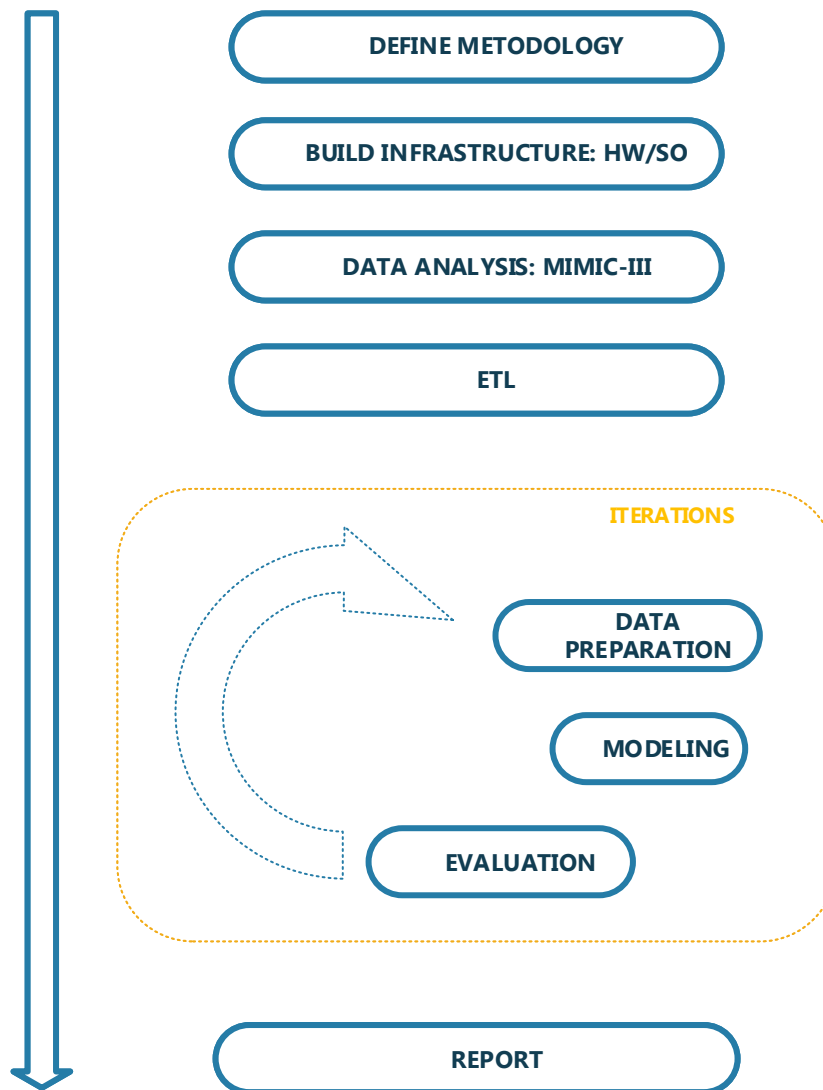 DEFINE METODOLOGY
BUILD INFRASTRUCTURE: HW/SO
DATA ANALYSIS: MIMIC-III
ETL
ITERATIONS
DATA
PREPARATION
MODELING
EVALUATION
REPORT